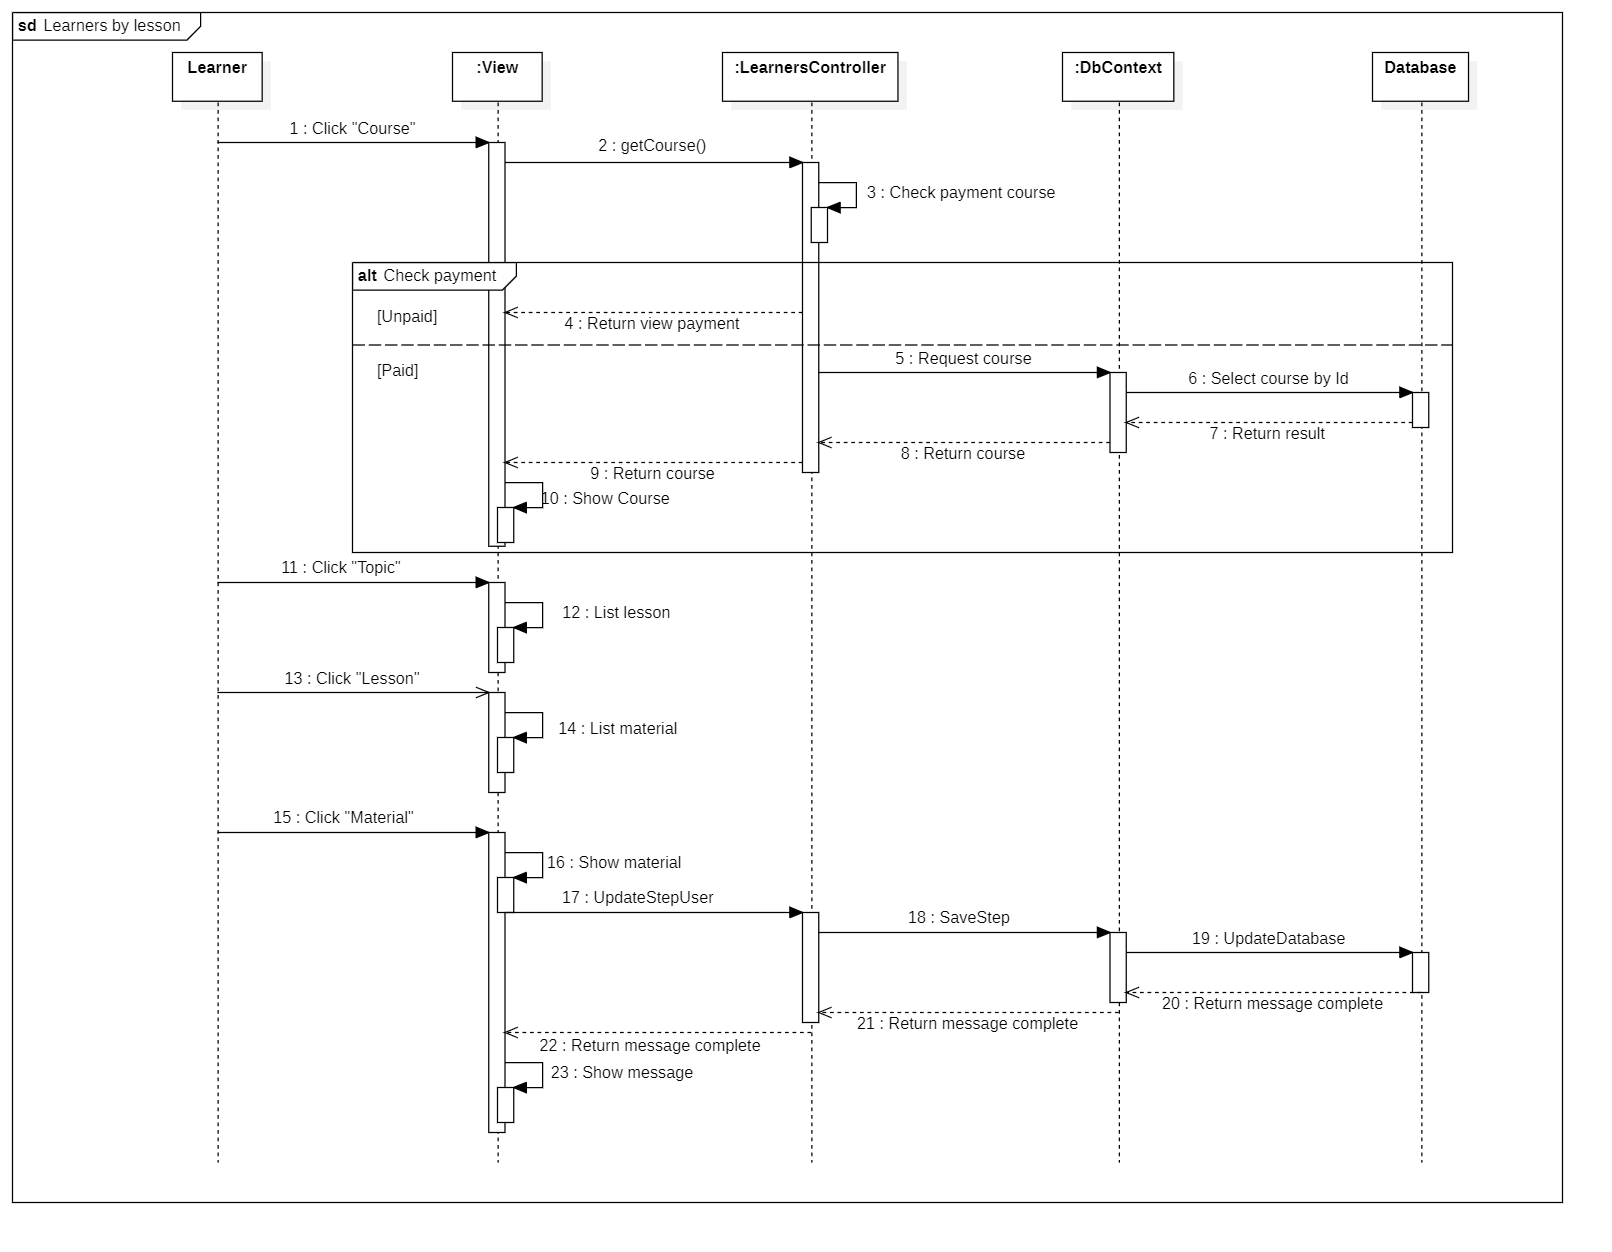 sd Learners by lesson
Learner
:View
:LearnersController
:DbContext
Database
1 : Click "Course"
2 : getCourse()
3 : Check payment course
alt Check payment
[Unpaid]
4 : Return view payment
[Paid]
5 : Request course
6 : Select course by Id
7 : Return result
8 : Return course
9 : Return course
10 : Show Course
11 : Click "Topic"
12 : List lesson
13 : Click "Lesson"
14 : List material
15 : Click "Material"
16 : Show material
17 : UpdateStepUser
18 : SaveStep
19 : UpdateDatabase
20 : Return message complete
21 : Return message complete
22 : Return message complete
23 : Show message